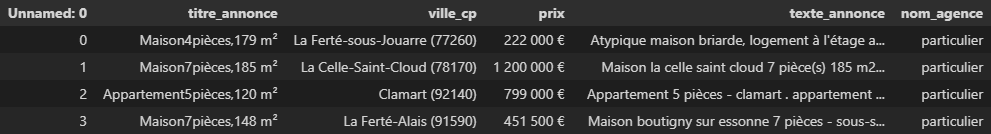 Unnamed: 0 titre_annonce ville_cp prix texte_annonce nom_agence
0 Maison4pièces,179 m² La Ferté-sous-Jouarre (77260) 222 000 € Atypique maison briarde, logement à l'étage a... particulier
1 Maison7pièces,185 m² La Celle-Saint-Cloud (78170) 1 200 000 € Maison la celle saint cloud 7 pièce(s) 185 m2... particulier
2 Appartement5pièces,120 m² Clamart (92140) 799 000 € Appartement 5 pièces - clamart . appartement ... particulier
3 Maison7pièces,148 m² La Ferté-Alais (91590) 451 500 € Maison boutigny sur essonne 7 pièces - sous-s... particulier